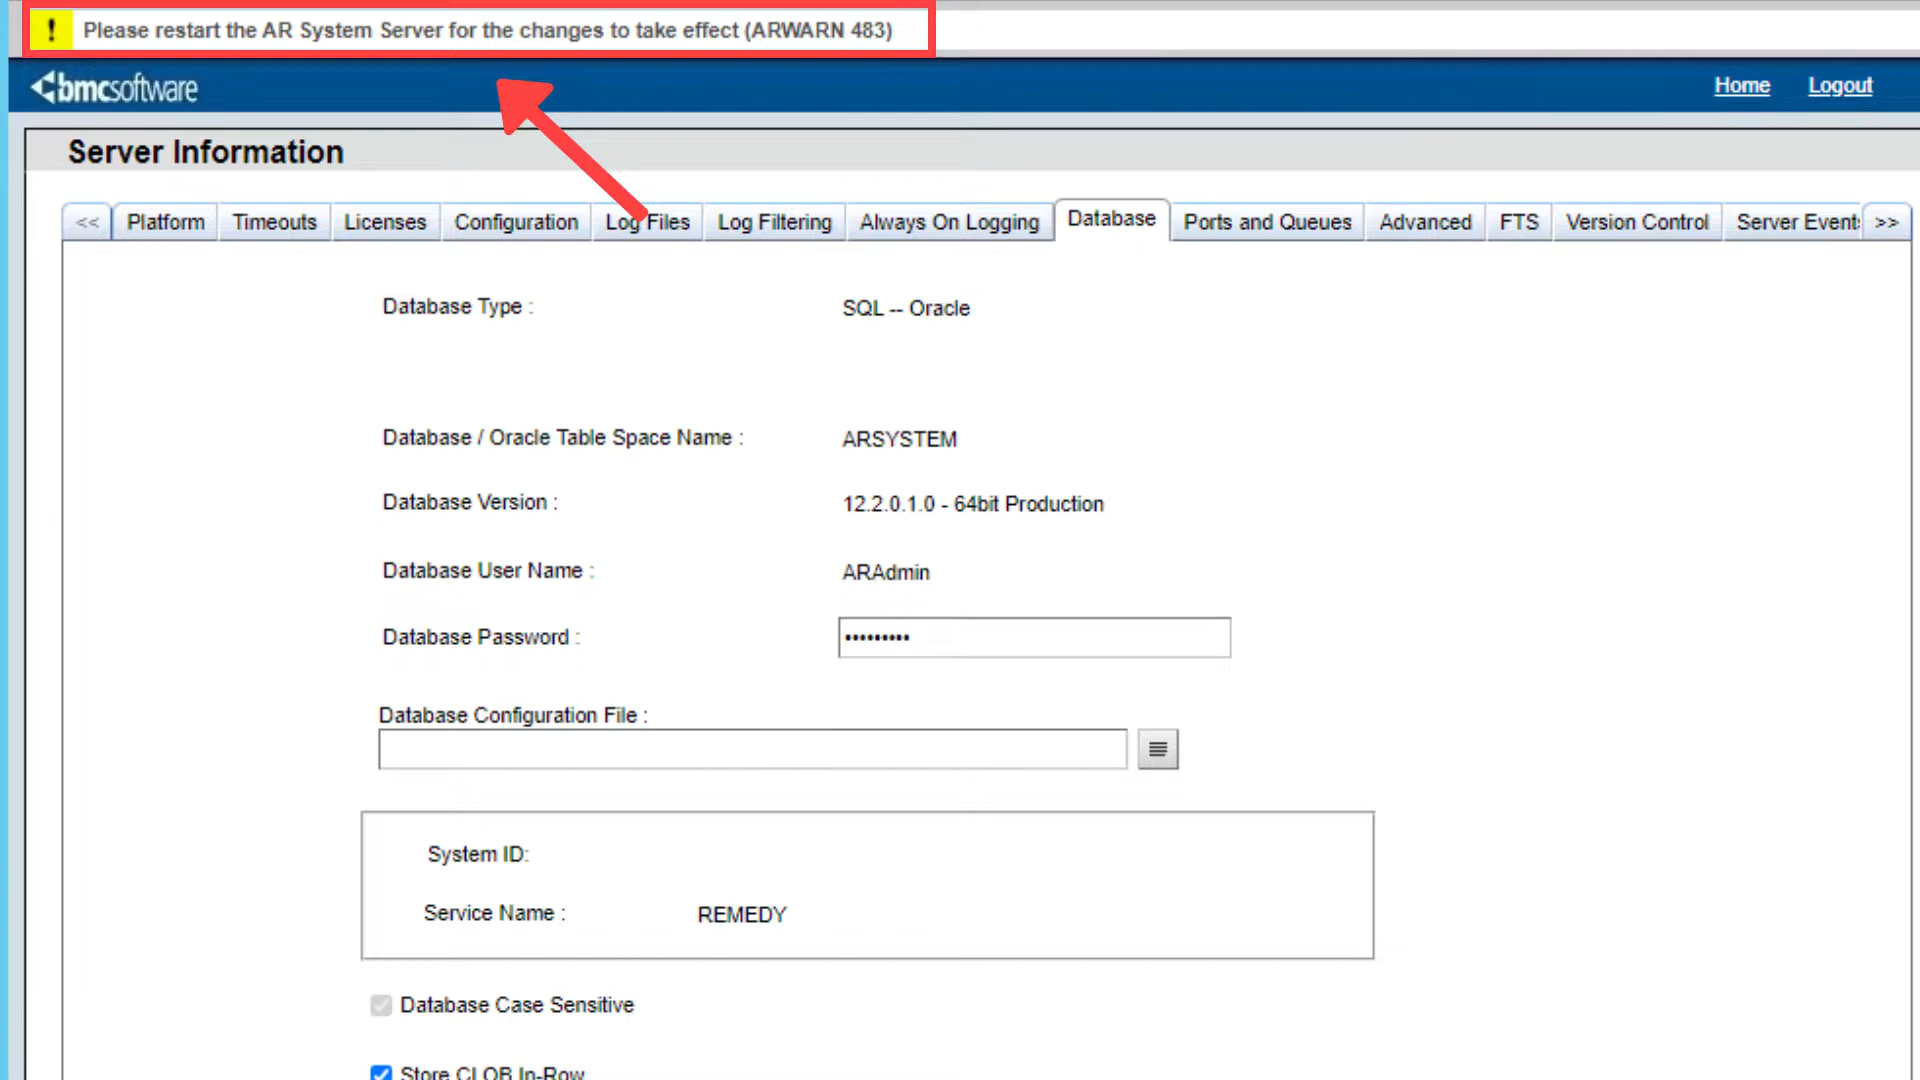 ! Please restart the AR System Server for the changes to take effect (ARWARN 483)
bmcsoftware Home Logout
Server Information
<< Platform Timeouts Licenses Configuration Log Files Log Filtering Always On Logging Database Ports and Queues Advanced FTS Version Control Server Event >>
Database Type : SQL -- Oracle
Database / Oracle Table Space Name : ARSYSTEM
Database Version : 12.2.0.1.0 - 64bit Production
Database User Name : ARAdmin
Database Password : •••••••••
Database Configuration File :
System ID:
Service Name : REMEDY
Database Case Sensitive
Store CLOB In-Row